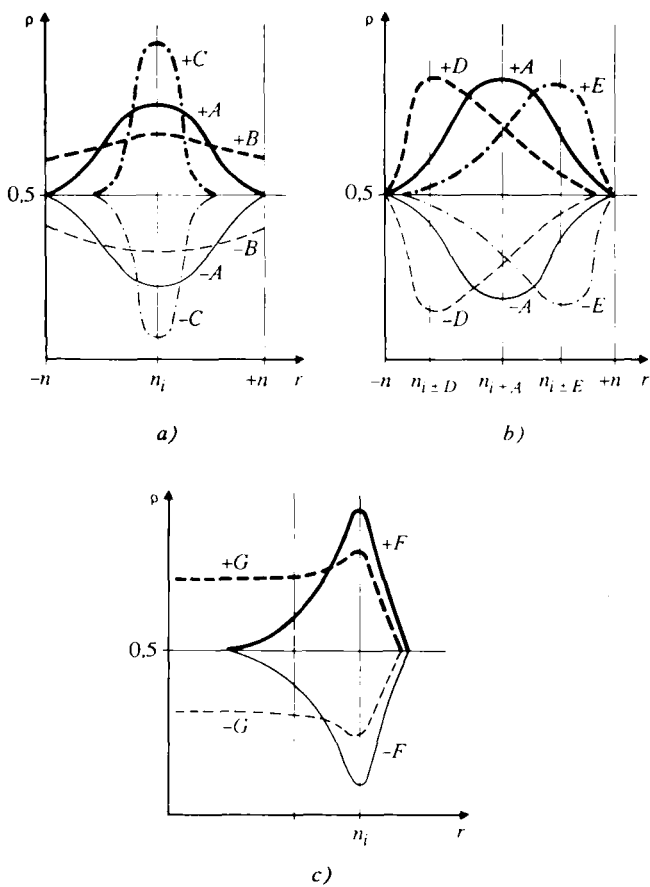 ρ
+C
+A
+B
0,5
−B
−A
−C
−n
n_i
+n
r
a)
ρ
+D
+A
+E
0,5
−D
−A
−E
−n
n_{i ± D}
n_{i + A}
n_{i ± E}
+n
r
b)
ρ
+G
+F
0,5
−G
−F
n_i
r
c)